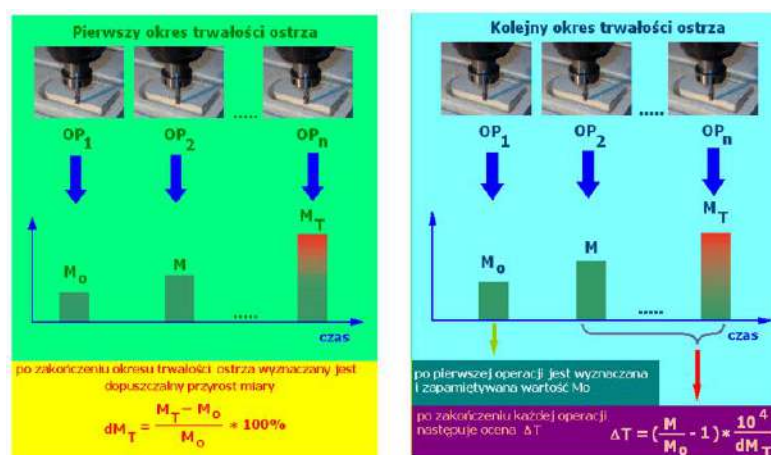 Pierwszy okres trwałości ostrza
OP1 OP2 ..... OPn
Mo M MT
.....
czas
po zakończeniu okresu trwałości ostrza wyznaczany jest
dopuszczalny przyrost miary
dMT = (MT − Mo) / Mo * 100%
Kolejny okres trwałości ostrza
OP1 OP2 ..... OPn
Mo M MT
.....
czas
po pierwszej operacji jest wyznaczana
i zapamiętywana wartość Mo
po zakończeniu każdej operacji
następuje ocena ΔT
ΔT = (M/Mo - 1) * 10^4/dMT